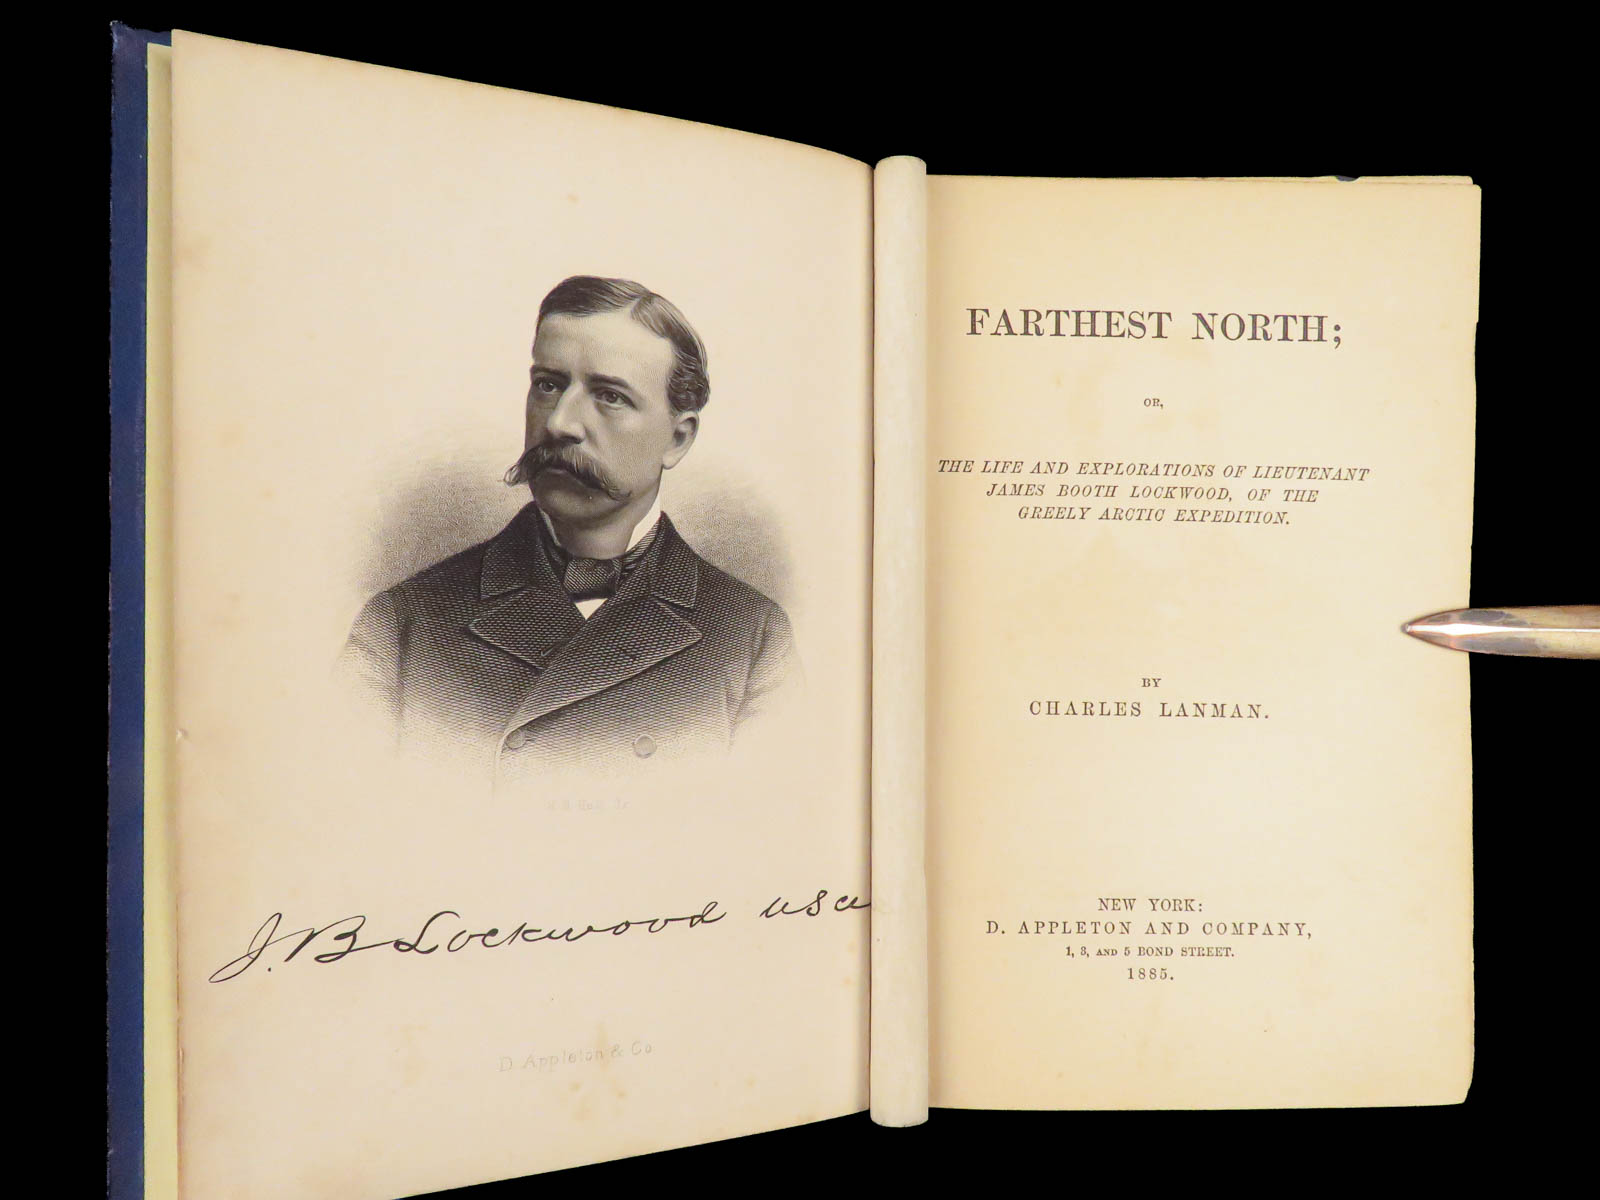 J. B. Lockwood USA
D. Appleton & Co
FARTHEST NORTH;
OR,
THE LIFE AND EXPLORATIONS OF LIEUTENANT
JAMES BOOTH LOCKWOOD, OF THE
GREELY ARCTIC EXPEDITION.
BY
CHARLES LANMAN.
NEW YORK:
D. APPLETON AND COMPANY,
1, 3, AND 5 BOND STREET.
1885.